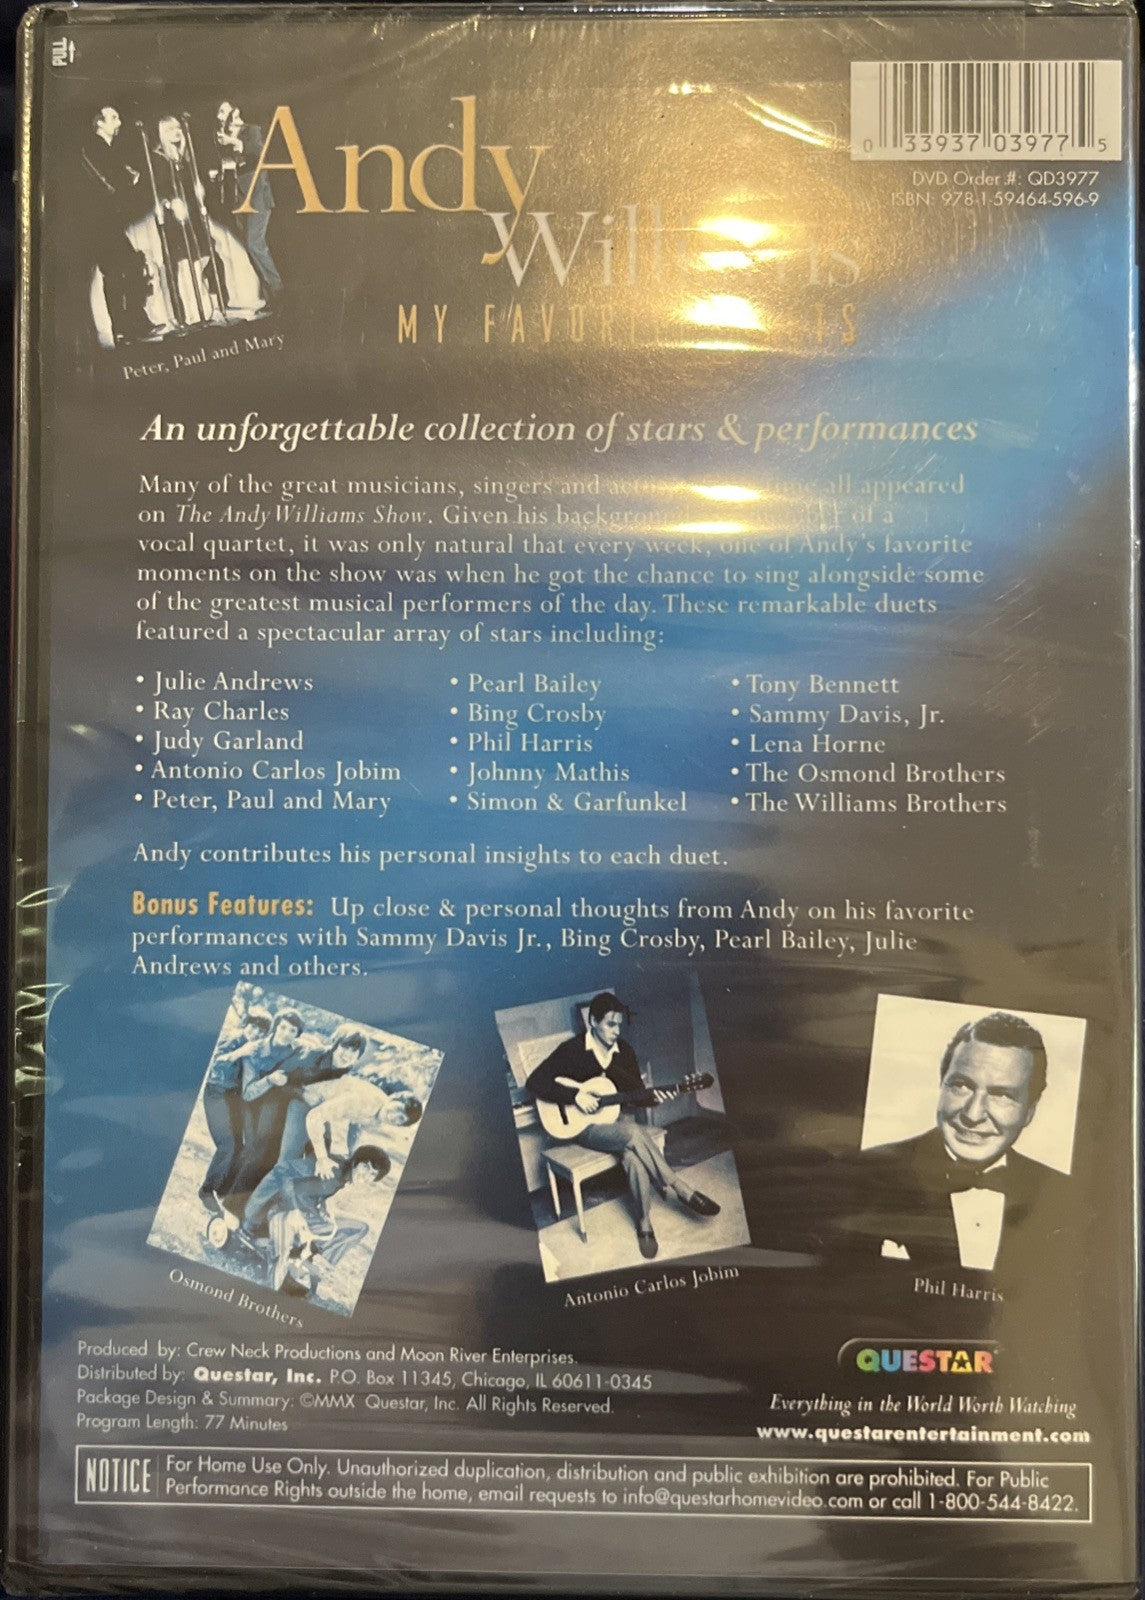 PULL
0 33937 03977 5
DVD Order #: QD3977
ISBN: 978-1-59464-596-9
Andy
Williams
MY
Peter, Paul and Mary
An unforgettable collection of stars & performances
Many of the great musicians, singers and all appeared
on The Andy Williams Show. Given his of a
vocal quartet, it was only natural that every week, one of Andy's favorite
moments on the show was when he got the chance to sing alongside some
of the greatest musical performers of the day. These remarkable duets
featured a spectacular array of stars including:
• Julie Andrews • Pearl Bailey • Tony Bennett
• Ray Charles • Bing Crosby • Sammy Davis, Jr.
• Judy Garland • Phil Harris • Lena Horne
• Antonio Carlos Jobim • Johnny Mathis • The Osmond Brothers
• Peter, Paul and Mary • Simon & Garfunkel • The Williams Brothers
Andy contributes his personal insights to each duet.
Bonus Features: Up close & personal thoughts from Andy on his favorite
performances with Sammy Davis Jr., Bing Crosby, Pearl Bailey, Julie
Andrews and others.
Osmond Brothers
Antonio Carlos Jobim
Phil Harris
Produced by: Crew Neck Productions and Moon River Enterprises.
Distributed by: Questar, Inc. P.O. Box 11345, Chicago, IL 60611-0345
Package Design & Summary: ©MMX Questar, Inc. All Rights Reserved.
Program Length: 77 Minutes
QUESTAR
Everything in the World Worth Watching
www.questarentertainment.com
NOTICE
For Home Use Only. Unauthorized duplication, distribution and public exhibition are prohibited. For Public
Performance Rights outside the home, email requests to info@questarhomevideo.com or call 1-800-544-8422.